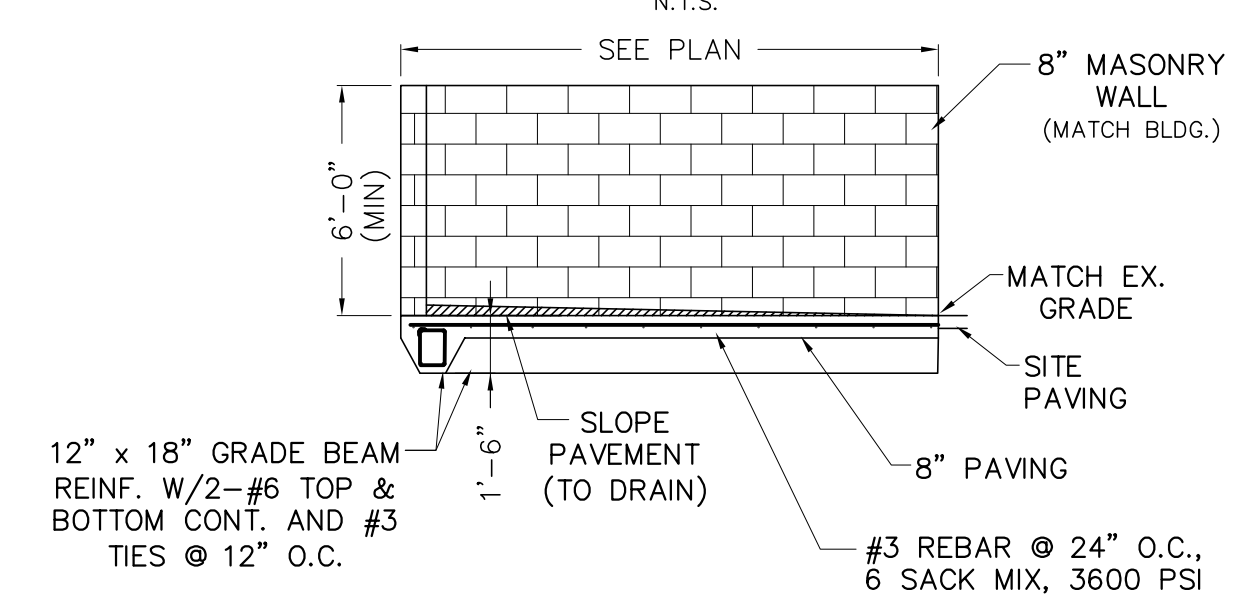 N.T.S.
SEE PLAN
8" MASONRY
WALL
(MATCH BLDG.)
6'-0"
(MIN)
MATCH EX.
GRADE
SITE
PAVING
SLOPE
PAVEMENT
(TO DRAIN)
1'-6"
12" x 18" GRADE BEAM
REINF. W/2-#6 TOP &
BOTTOM CONT. AND #3
TIES @ 12" O.C.
8" PAVING
#3 REBAR @ 24" O.C.,
6 SACK MIX, 3600 PSI